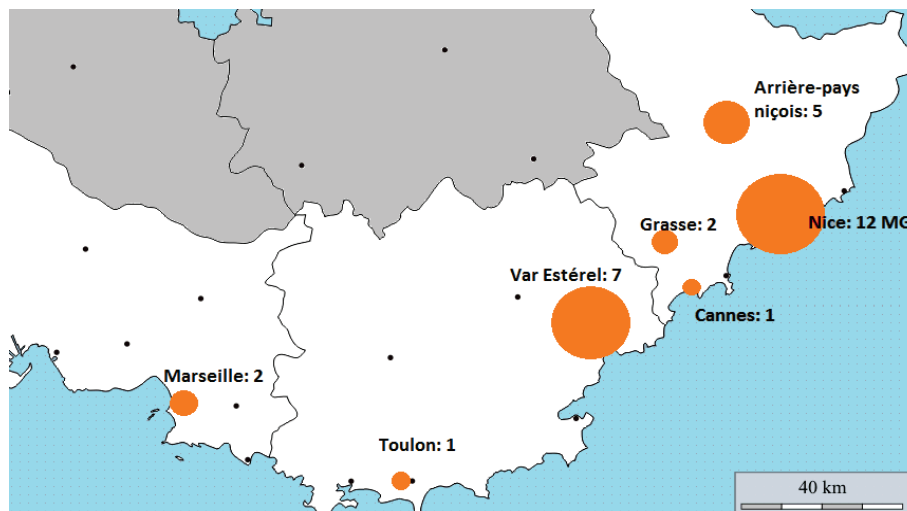 Arrière-pays
niçois: 5
Grasse: 2
Nice: 12 MG
Var Estérel: 7
Cannes: 1
Marseille: 2
Toulon: 1
40 km